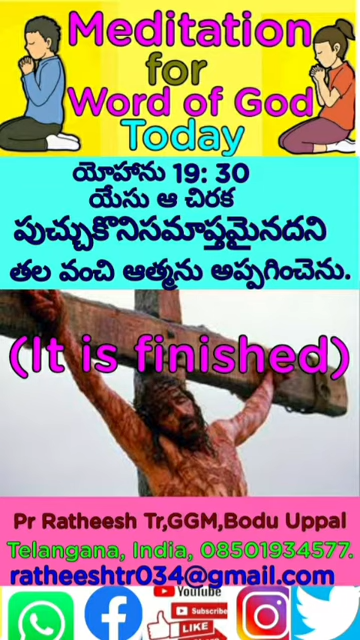 Meditation
for
Word of God
Today
యోహాను 19: 30
యేసు ఆ చిరక
పుచ్చుకొనిసమాప్తమైనదని
తల వంచి ఆత్మను అప్పగించెను.
(It is finished)
Pr Ratheesh Tr,GGM,Bodu Uppal
Telangana, India, 08501934577.
ratheeshtr034@gmail.com
YouTube
Subscribe
LIKE